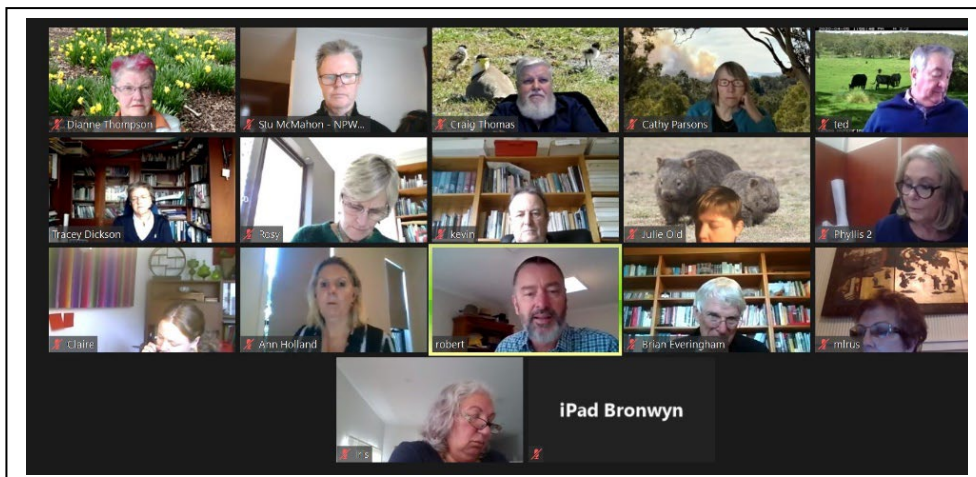 Dianne Thompson
Stu McMahon - NPW...
Craig Thomas
Cathy Parsons
ted
Tracey Dickson
Rosy
kevin
Julie Old
Phyllis 2
Claire
Ann Holland
robert
Brian Everingham
mlrus
iPad Bronwyn